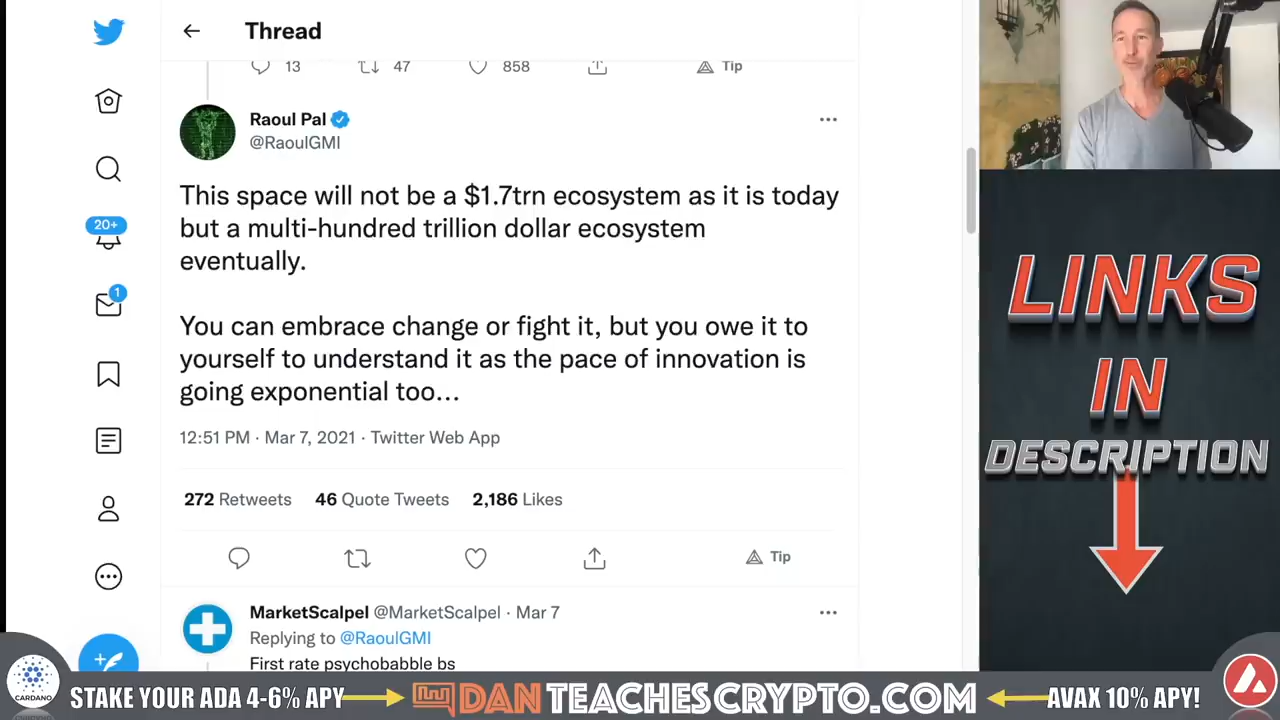 Thread
13 47 858 Tip
Raoul Pal
@RaoulGMI
This space will not be a $1.7trn ecosystem as it is today
but a multi-hundred trillion dollar ecosystem
eventually.
You can embrace change or fight it, but you owe it to
yourself to understand it as the pace of innovation is
going exponential too...
12:51 PM · Mar 7, 2021 · Twitter Web App
272 Retweets 46 Quote Tweets 2,186 Likes
Tip
MarketScalpel @MarketScalpel · Mar 7
Replying to @RaoulGMI
First rate psychobabble bs
20+
1
LINKS
IN
DESCRIPTION
CARDANO
STAKE YOUR ADA 4-6% APY
DANTEACHESCRYPTO.COM
AVAX 10% APY!